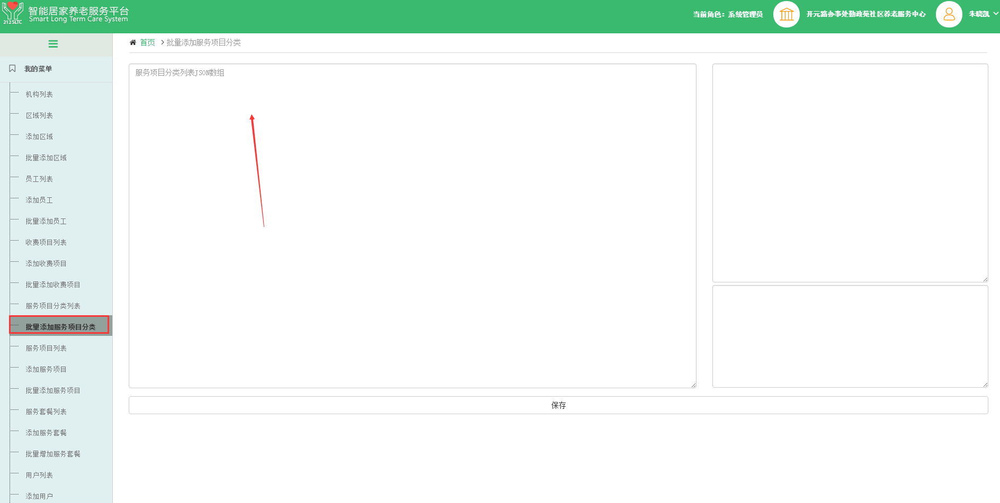 智能居家养老服务平台
Smart Long Term Care System
212SLTC
当前角色：系统管理员
开元路办事处勤政苑社区养老服务中心
朱晓凯
首页
批量添加服务项目分类
我的菜单
机构列表
区域列表
添加区域
批量添加区域
员工列表
添加员工
批量添加员工
收费项目列表
添加收费项目
批量添加收费项目
服务项目分类列表
批量添加服务项目分类
服务项目列表
添加服务项目
批量添加服务项目
服务套餐列表
添加服务套餐
批量增加服务套餐
用户列表
添加用户
服务项目分类列表JSON数组
保存